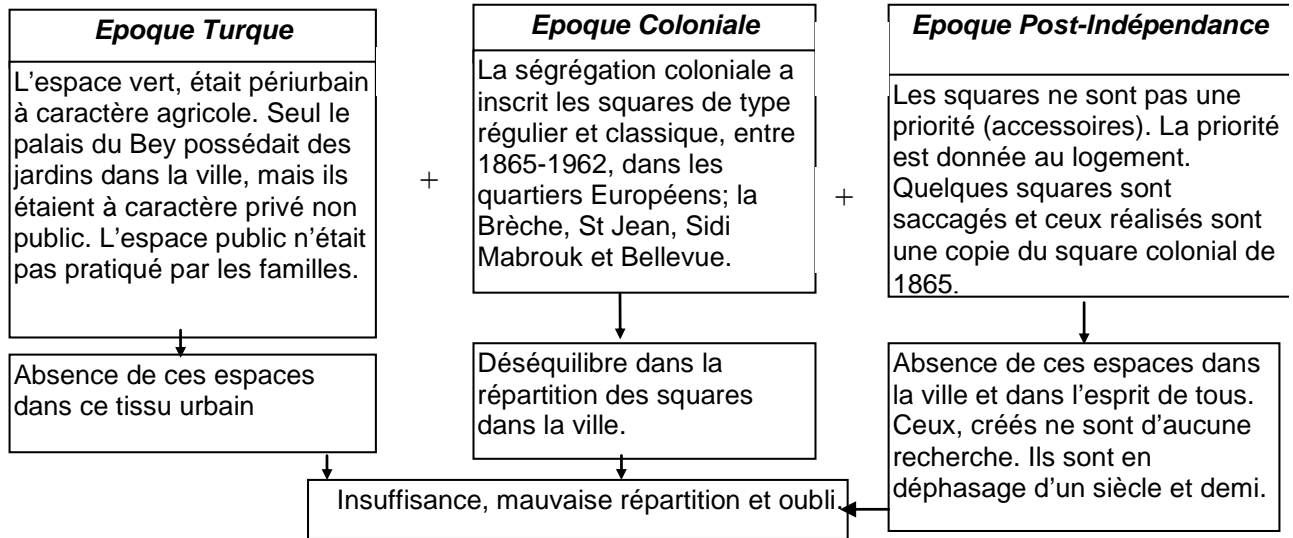 Epoque Turque
L'espace vert, était périurbain
à caractère agricole. Seul le
palais du Bey possédait des
jardins dans la ville, mais ils
étaient à caractère privé non
public. L'espace public n'était
pas pratiqué par les familles.
+
Epoque Coloniale
La ségrégation coloniale a
inscrit les squares de type
régulier et classique, entre
1865-1962, dans les
quartiers Européens; la
Brèche, St Jean, Sidi
Mabrouk et Bellevue.
+
Epoque Post-Indépendance
Les squares ne sont pas une
priorité (accessoires). La priorité
est donnée au logement.
Quelques squares sont
saccagés et ceux réalisés sont
une copie du square colonial de
1865.
Absence de ces espaces
dans ce tissu urbain
Déséquilibre dans la
répartition des squares
dans la ville.
Absence de ces espaces dans
la ville et dans l'esprit de tous.
Ceux, créés ne sont d'aucune
recherche. Ils sont en
déphasage d'un siècle et demi.
Insuffisance, mauvaise répartition et oubli.